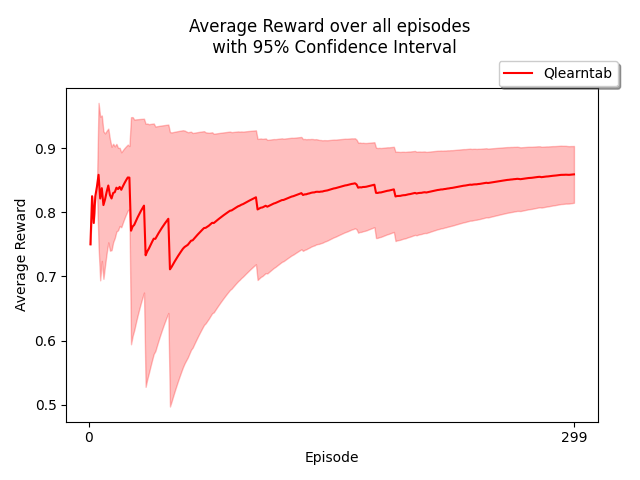 Average Reward over all episodes
with 95% Confidence Interval
Qlearntab
0.9
0.8
0.7
0.6
0.5
Average Reward
0
299
Episode